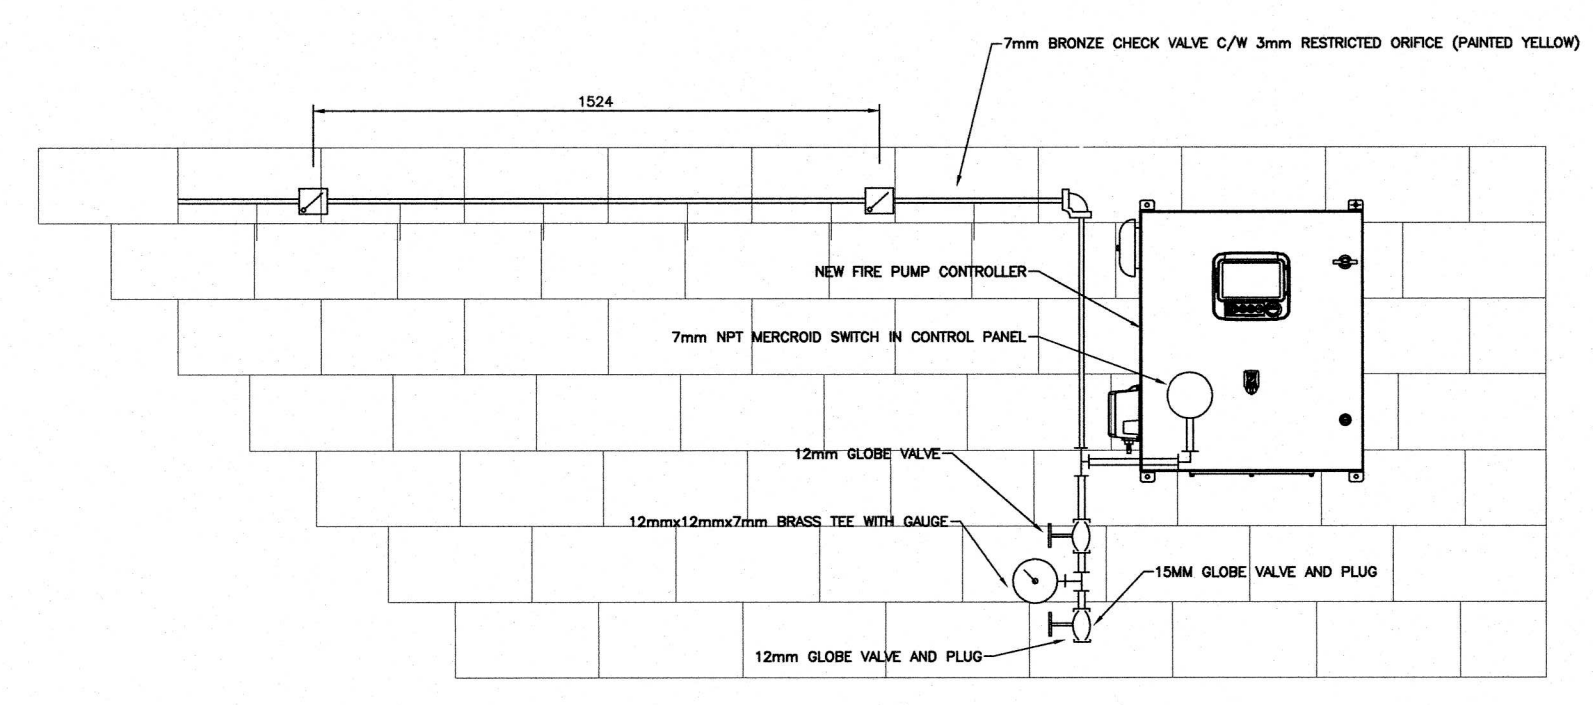 7mm BRONZE CHECK VALVE C/W 3mm RESTRICTED ORIFICE (PAINTED YELLOW)
1524
NEW FIRE PUMP CONTROLLER
7mm NPT MERCROID SWITCH IN CONTROL PANEL
12mm GLOBE VALVE
12mmx12mmx7mm BRASS TEE WITH GAUGE
15MM GLOBE VALVE AND PLUG
12mm GLOBE VALVE AND PLUG